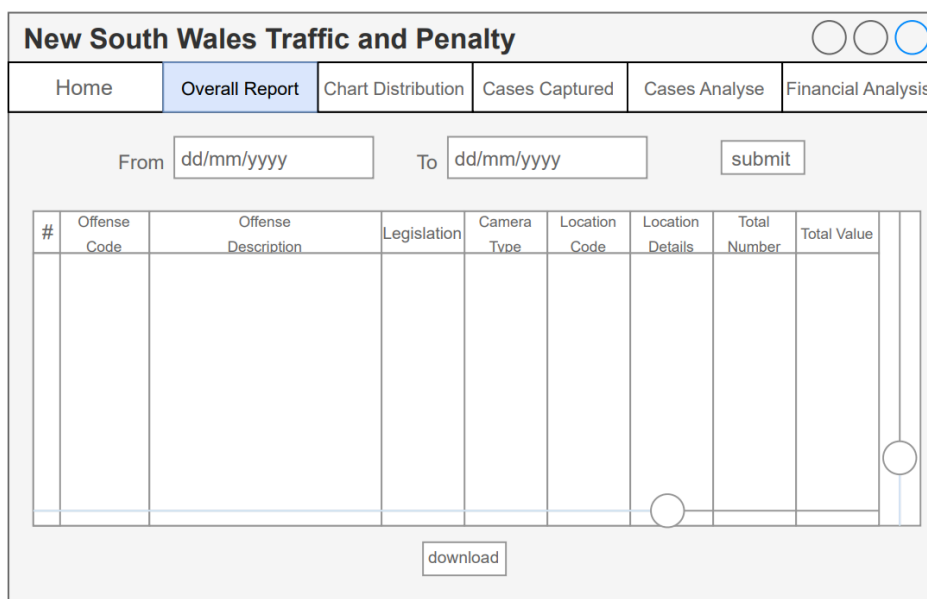 New South Wales Traffic and Penalty
Home Overall Report Chart Distribution Cases Captured Cases Analyse Financial Analysis
From dd/mm/yyyy To dd/mm/yyyy submit
# Offense Code Offense Description Legislation Camera Type Location Code Location Details Total Number Total Value
download